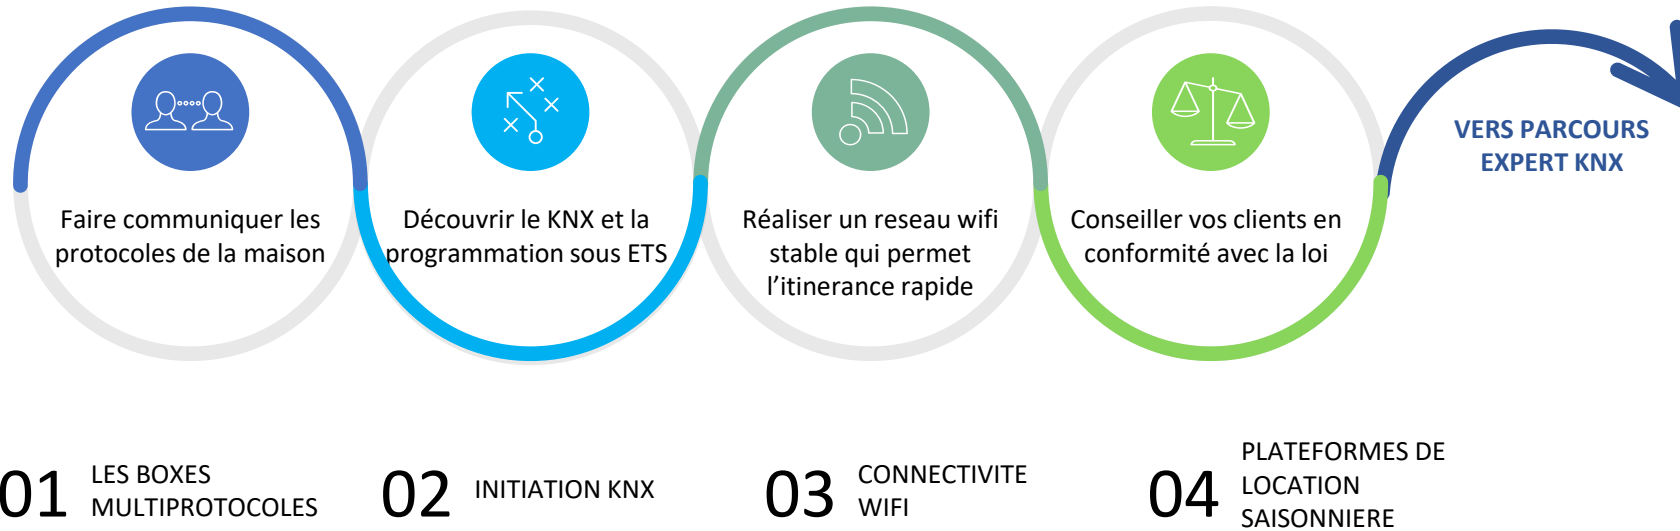 Faire communiquer les
protocoles de la maison
Découvrir le KNX et la
programmation sous ETS
Réaliser un reseau wifi
stable qui permet
l’itinerance rapide
Conseiller vos clients en
conformité avec la loi
VERS PARCOURS
EXPERT KNX
01
LES BOXES
MULTIPROTOCOLES
02
INITIATION KNX
03
CONNECTIVITE
WIFI
04
PLATEFORMES DE
LOCATION
SAISONNIERE